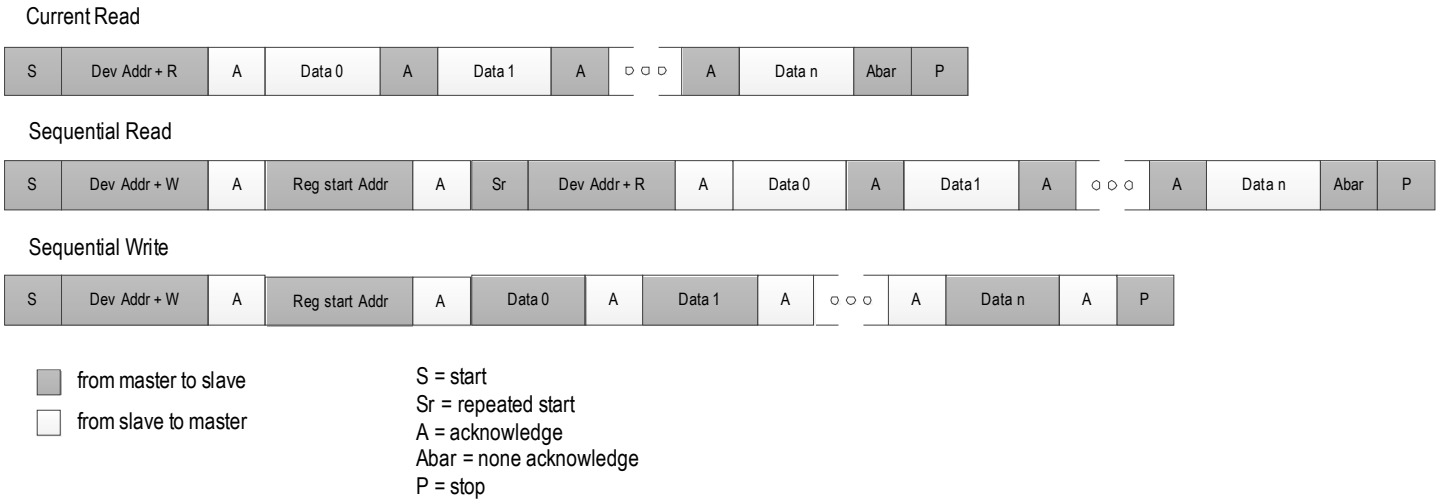 Current Read
S Dev Addr + R A Data 0 A Data 1 A A Data n Abar P
Sequential Read
S Dev Addr + W A Reg start Addr A Sr Dev Addr + R A Data 0 A Data1 A A Data n Abar P
Sequential Write
S Dev Addr + W A Reg start Addr A Data 0 A Data 1 A A Data n A P
from master to slave
from slave to master
S = start
Sr = repeated start
A = acknowledge
Abar = none acknowledge
P = stop